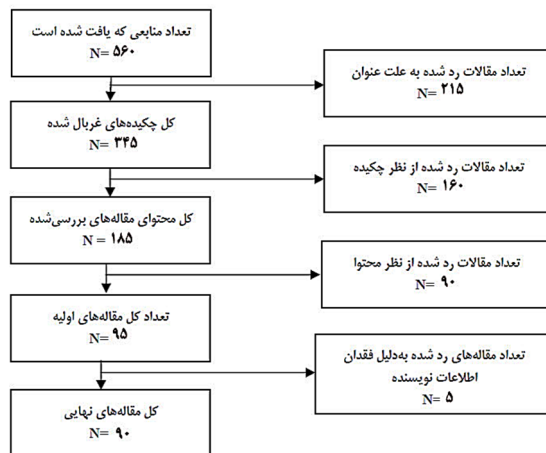 تعداد منابعی که یافت شده است
N= ۵۶۰
تعداد مقالات رد شده به علت عنوان
N= ۲۱۵
کل چکیده‌های غربال شده
N= ۳۴۵
تعداد مقالات رد شده از نظر چکیده
N= ۱۶۰
کل محتوای مقاله‌های بررسی‌شده
N = ۱۸۵
تعداد مقالات رد شده از نظر محتوا
N= ۹۰
تعداد کل مقاله‌های اولیه
N= ۹۵
تعداد مقاله‌های رد شده به‌دلیل فقدان
اطلاعات نویسنده
N= ۵
کل مقاله‌های نهایی
N= ۹۰